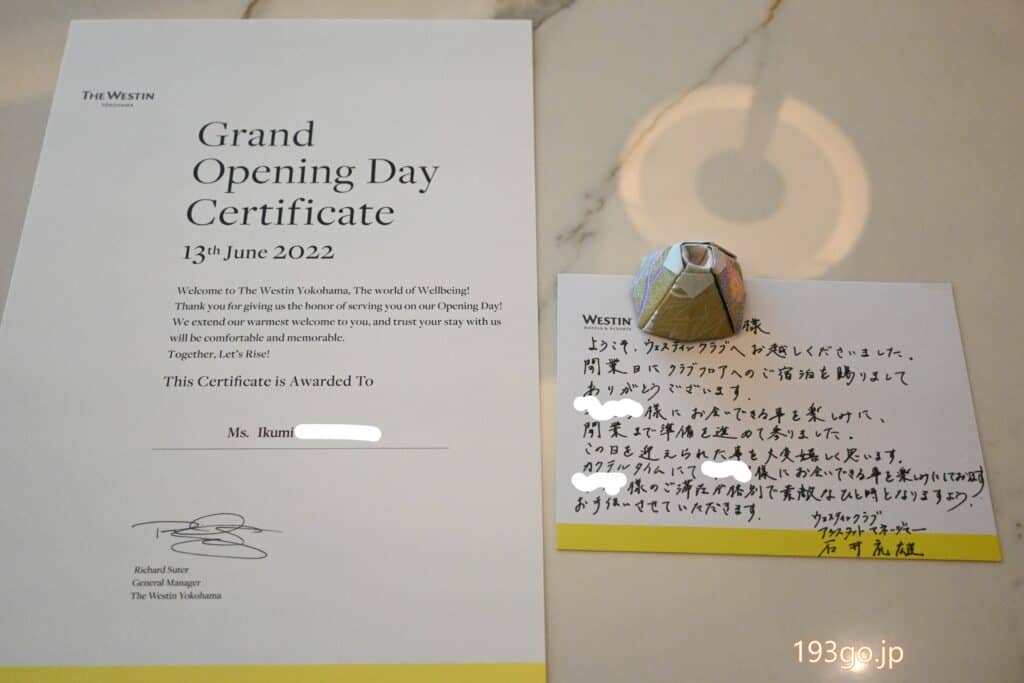 THE WESTIN
YOKOHAMA
Grand
Opening Day
Certificate
13th June 2022
Welcome to The Westin Yokohama, The world of Wellbeing!
Thank you for giving us the honor of serving you on our Opening Day!
We extend our warmest welcome to you, and trust your stay with us
will be comfortable and memorable.
Together, Let's Rise!
This Certificate is Awarded To
Ms. Ikumi
Richard Suter
General Manager
The Westin Yokohama
WESTIN
HOTELS & RESORTS
様
ようこそ、ウェスティンクラブへお越しくださいました。
開業日にクラブフロアへのご宿泊を賜りまして
ありがとうございます。
様にお会いできる事を楽しみに、
開業まで準備を進めて参りました。
この日を迎えられた事を大変嬉しく思います。
カクテルタイムにて 様にお会いできる事を楽しみにしております
様のご滞在が格別で素敵なひと時となりますよう、
お手伝いさせていただきます。
ウェスティンクラブ
アシスタントマネージャー
石井
193go.jp